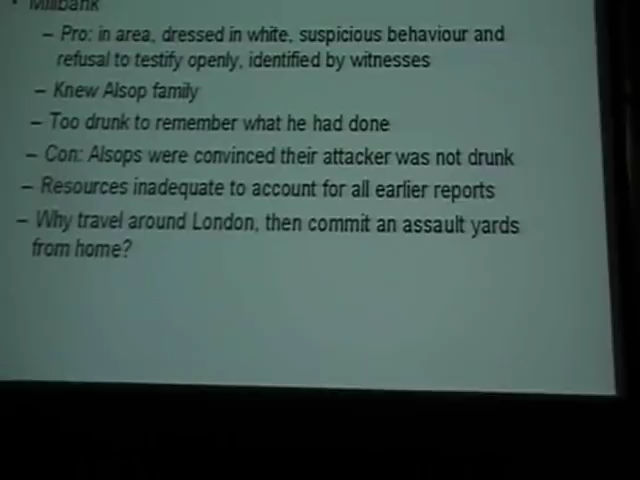 • Millbank
– Pro: in area, dressed in white, suspicious behaviour and
refusal to testify openly, identified by witnesses
– Knew Alsop family
– Too drunk to remember what he had done
– Con: Alsops were convinced their attacker was not drunk
– Resources inadequate to account for all earlier reports
– Why travel around London, then commit an assault yards
from home?